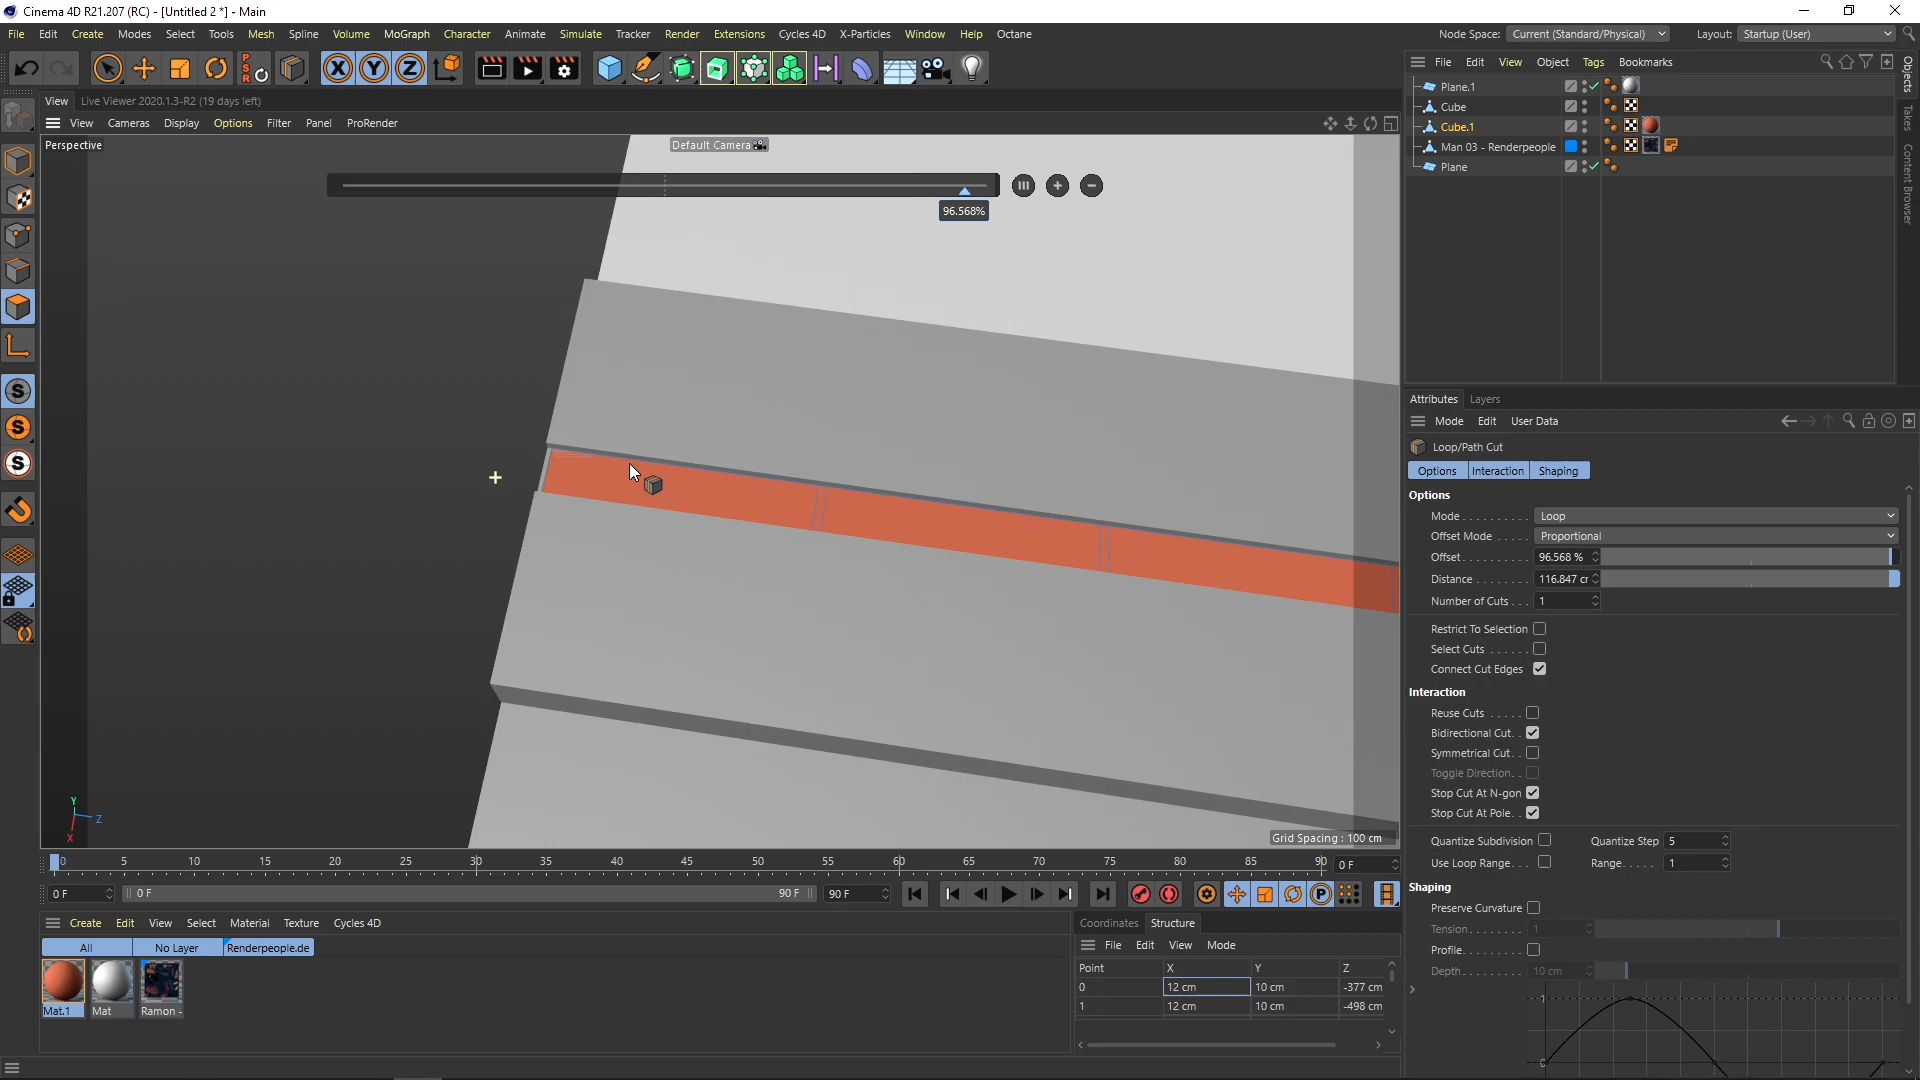 Cinema 4D R21.207 (RC) - [Untitled 2 *] - Main
File Edit Create Modes Select Tools Mesh Spline Volume MoGraph Character Animate Simulate Tracker Render Extensions Cycles 4D X-Particles Window Help Octane
Node Space: Current (Standard/Physical) Layout: Startup (User)
PSR X Y Z
View Live Viewer 2020.1.3-R2 (19 days left)
View Cameras Display Options Filter Panel ProRender
Perspective
Default Camera
96.568%
Grid Spacing : 100 cm
Y
Z
X
S
S
S
File Edit View Object Tags Bookmarks
Plane.1
Cube
Cube.1
Man 03 - Renderpeople
Plane
Objects
Takes
Content Browser
Attributes Layers
Mode Edit User Data
Loop/Path Cut
Options Interaction Shaping
Options
Mode . . . . . . . . . . Loop
Offset Mode . . . . . Proportional
Offset. . . . . . . . . . 96.568 %
Distance . . . . . . . . 116.847 cr
Number of Cuts . . . 1
Restrict To Selection
Select Cuts . . . . . .
Connect Cut Edges
Interaction
Reuse Cuts . . . . .
Bidirectional Cut. .
Symmetrical Cut. .
Toggle Direction. .
Stop Cut At N-gon
Stop Cut At Pole. .
Quantize Subdivision Quantize Step 5
Use Loop Range. . . Range. . . . . 1
Shaping
Preserve Curvature
Tension. . . . . . . . 1
Profile. . . . . . . . .
Depth. . . . . . . . . 10 cm
0 5 10 15 20 25 30 35 40 45 50 55 60 65 70 75 80 85 90 0 F
0 F 0 F 90 F 90 F P
Create Edit View Select Material Texture Cycles 4D
All No Layer Renderpeople.de
Mat.1 Mat Ramon -
Coordinates Structure
File Edit View Mode
Point X Y Z
0 12 cm 10 cm -377 cm
1 12 cm 10 cm -498 cm